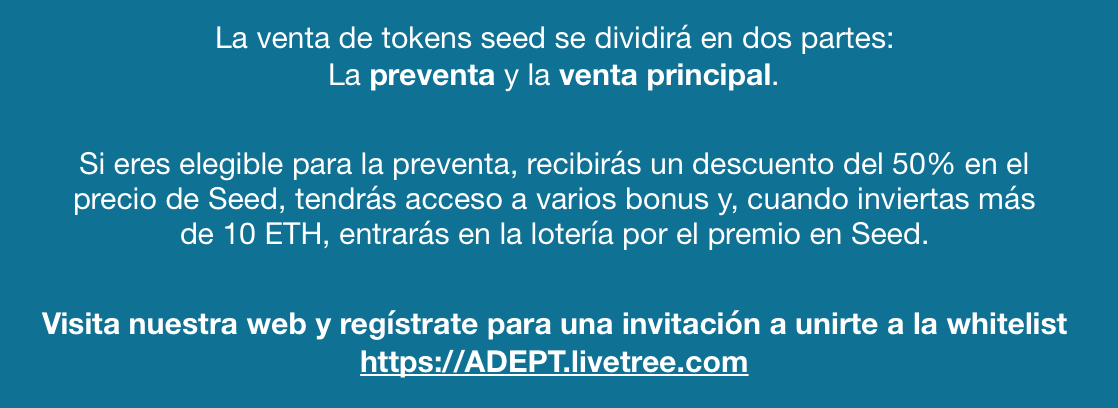 La venta de tokens seed se dividirá en dos partes:
La preventa y la venta principal.
Si eres elegible para la preventa, recibirás un descuento del 50% en el
precio de Seed, tendrás acceso a varios bonus y, cuando inviertas más
de 10 ETH, entrarás en la lotería por el premio en Seed.
Visita nuestra web y regístrate para una invitación a unirte a la whitelist
https://ADEPT.livetree.com